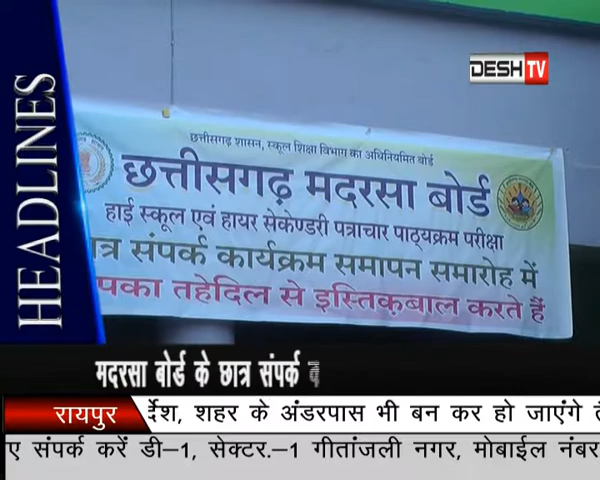 HEADLINES
DESH TV
छत्तीसगढ़ शासन, स्कूल शिक्षा विभाग का अधिनियमित बोर्ड
छत्तीसगढ़ मदरसा बोर्ड
हाई स्कूल एवं हायर सेकेण्डरी पत्राचार पाठ्यक्रम परीक्षा
त्र संपर्क कार्यक्रम समापन समारोह में
पका तहेदिल से इस्तिक़बाल करते हैं
मदरसा बोर्ड के छात्र संपर्क
रायपुर
र्देश, शहर के अंडरपास भी बन कर हो जाएंगे
ए संपर्क करें डी–1, सेक्टर.–1 गीतांजली नगर, मोबाईल नंबर